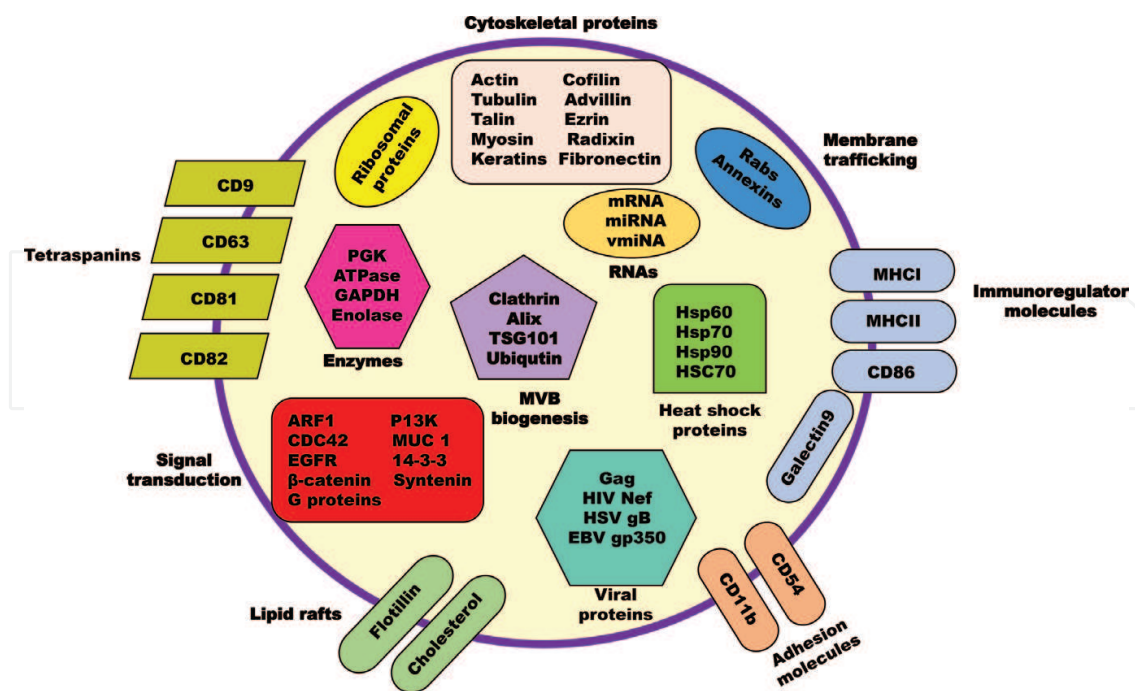 Cytoskeletal proteins
Actin Cofilin
Tubulin Advillin
Talin Ezrin
Myosin Radixin
Keratins Fibronectin
Ribosomal
proteins
Rabs
Annexins
Membrane
trafficking
mRNA
miRNA
vmiNA
RNAs
Tetraspanins
CD9
CD63
CD81
CD82
PGK
ATPase
GAPDH
Enolase
Enzymes
Clathrin
Alix
TSG101
Ubiqutin
MVB
biogenesis
Hsp60
Hsp70
Hsp90
HSC70
Heat shock
proteins
MHCI
MHCII
CD86
Galectin9
Immunoregulator
molecules
Signal
transduction
ARF1 P13K
CDC42 MUC 1
EGFR 14-3-3
β-catenin Syntenin
G proteins
Gag
HIV Nef
HSV gB
EBV gp350
Viral
proteins
Lipid rafts
Flotillin
Cholesterol
CD11b
CD54
Adhesion
molecules